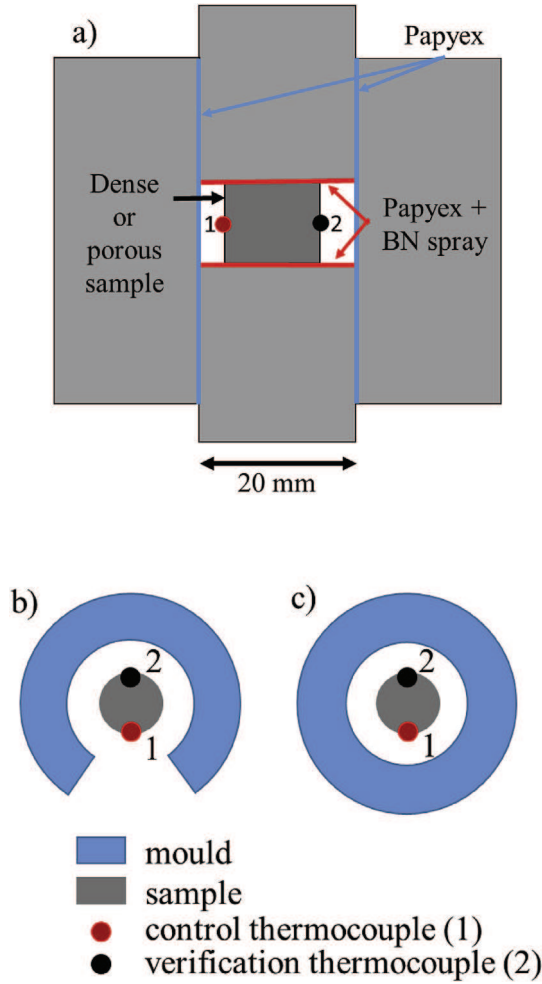 a)
Papyex
Dense
or
porous
sample
1
2
Papyex +
BN spray
20 mm
b)
2
1
c)
2
1
mould
sample
control thermocouple (1)
verification thermocouple (2)